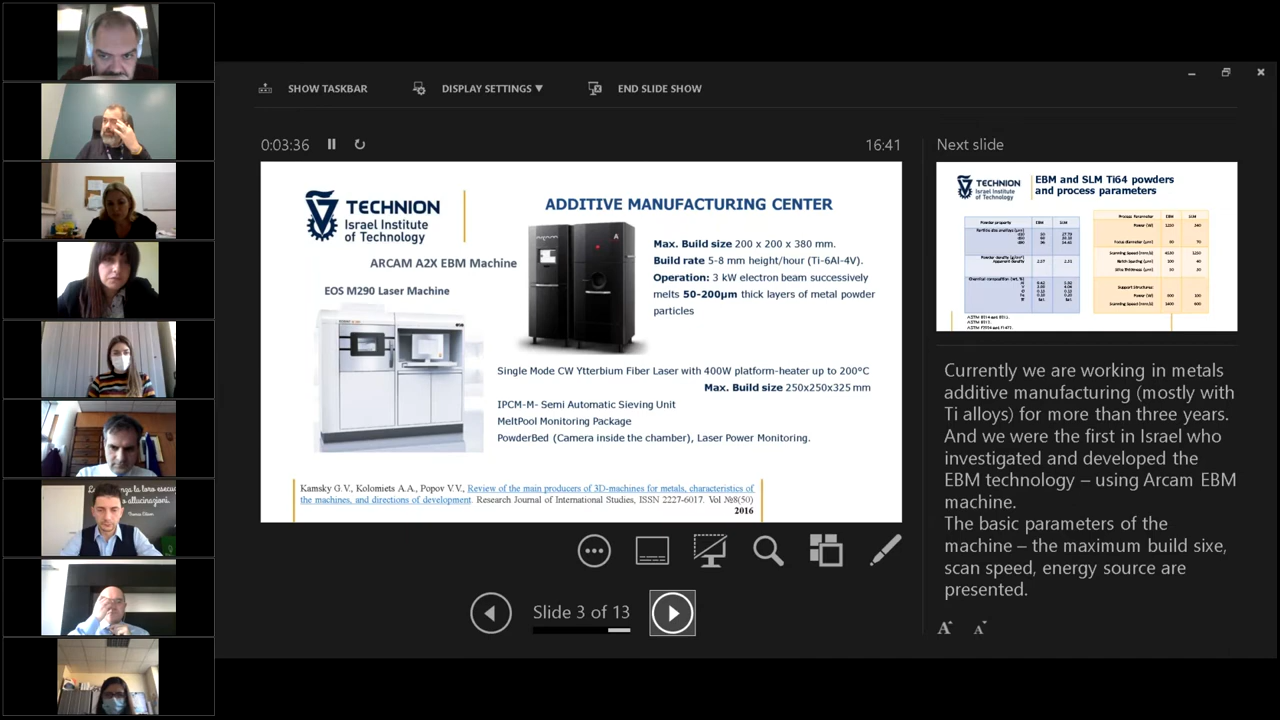 SHOW TASKBAR
DISPLAY SETTINGS ▼
END SLIDE SHOW
0:03:36
16:41
TECHNION
Israel Institute
of Technology
ADDITIVE MANUFACTURING CENTER
ARCAM A2X EBM Machine
EOS M290 Laser Machine
Max. Build size 200 x 200 x 380 mm.
Build rate 5-8 mm height/hour (Ti-6Al-4V).
Operation: 3 kW electron beam successively
melts 50-200µm thick layers of metal powder
particles
Single Mode CW Ytterbium Fiber Laser with 400W platform-heater up to 200°C
Max. Build size 250x250x325 mm
IPCM-M- Semi Automatic Sieving Unit
MeltPool Monitoring Package
PowderBed (Camera inside the chamber), Laser Power Monitoring.
Kamsky G.V., Kolomiets A.A., Popov V.V., Review of the main producers of 3D-machines for metals, characteristics of
the machines, and directions of development. Research Journal of International Studies, ISSN 2227-6017. Vol №8(50)
2016
Slide 3 of 13
Next slide
TECHNION
Israel Institute
of Technology
EBM and SLM Ti64 powders
and process parameters
Powder property EBM SLM
Process Parameter EBM SLM
Currently we are working in metals
additive manufacturing (mostly with
Ti alloys) for more than three years.
And we were the first in Israel who
investigated and developed the
EBM technology – using Arcam EBM
machine.
The basic parameters of the
machine – the maximum build sixe,
scan speed, energy source are
presented.